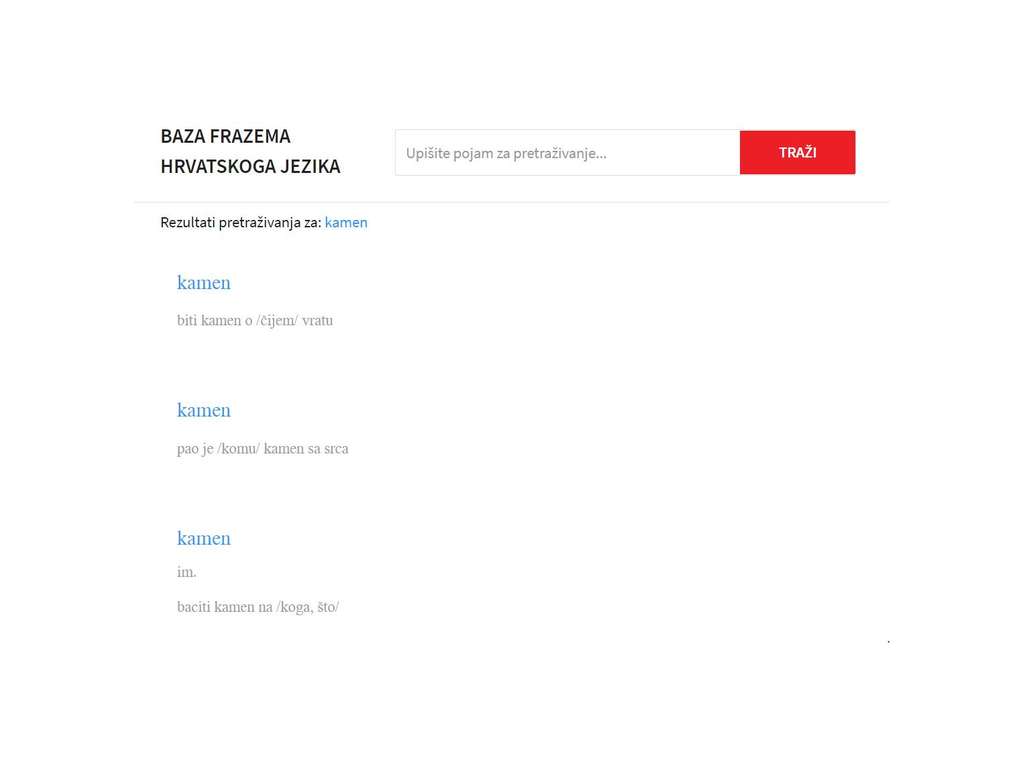 BAZA FRAZEMA
HRVATSKOGA JEZIKA
Upišite pojam za pretraživanje...
TRAŽI
Rezultati pretraživanja za: kamen
kamen
biti kamen o /čijem/ vratu
kamen
pao je /komu/ kamen sa srca
kamen
im.
baciti kamen na /koga, što/
.